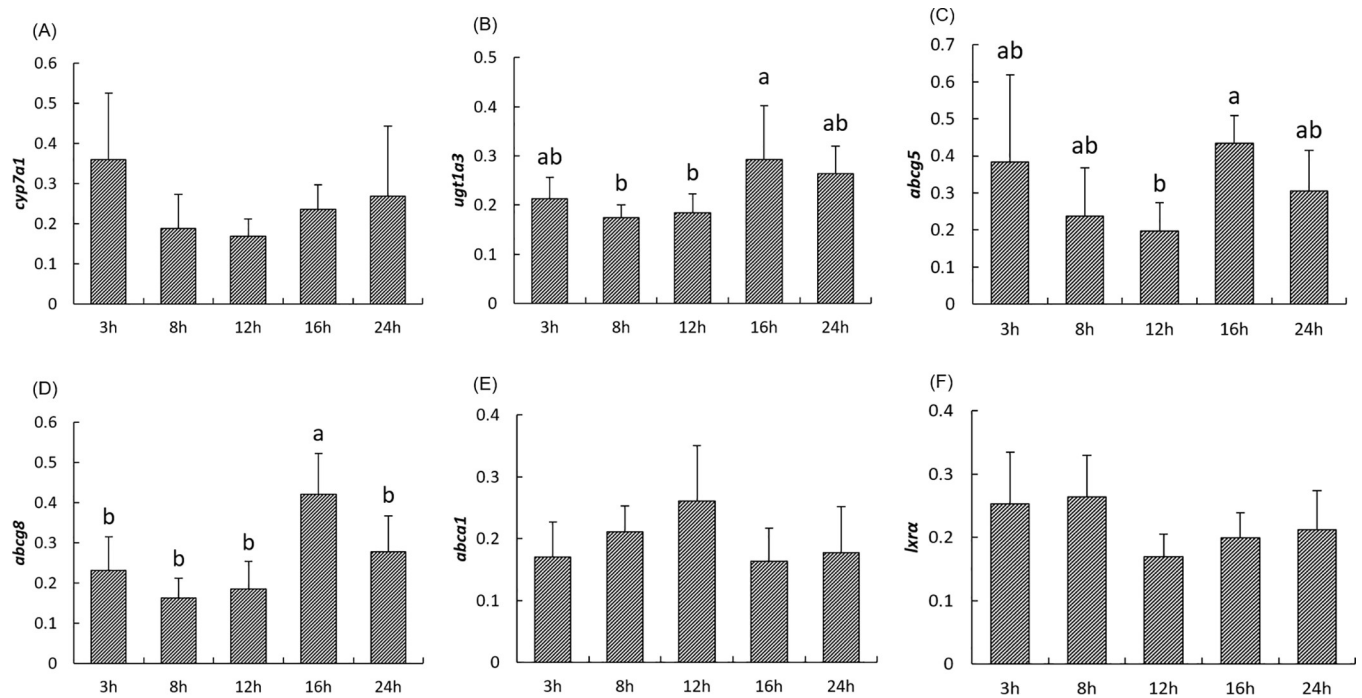 (A)
0.6
0.5
0.4
0.3
0.2
0.1
0
cyp7a1
3h 8h 12h 16h 24h
(B)
0.5
0.4
0.3
0.2
0.1
0
ugt1a3
ab b b a ab
3h 8h 12h 16h 24h
(C)
0.7
0.6
0.5
0.4
0.3
0.2
0.1
0
abcg5
ab ab b a ab
3h 8h 12h 16h 24h
(D)
0.6
0.5
0.4
0.3
0.2
0.1
0
abcg8
b b b a b
3h 8h 12h 16h 24h
(E)
0.4
0.3
0.2
0.1
0
abca1
3h 8h 12h 16h 24h
(F)
0.4
0.3
0.2
0.1
0
lxrα
3h 8h 12h 16h 24h